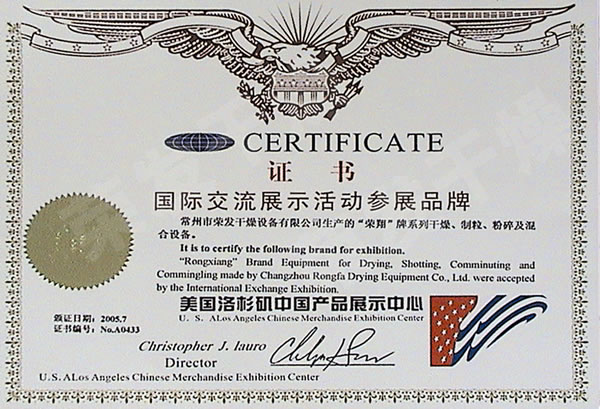 CERTIFICATE
证书
国际交流展示活动参展品牌
常州市荣发干燥设备有限公司生产的“荣翔”牌系列干燥、制粒、粉碎及混
合设备。
It is to certify the following brand for exhibition.
“Rongxiang” Brand Equipment for Drying, Shotting, Comminuting and
Commingling made by Changzhou Rongfa Drying Equipment Co., Ltd. were accepted
by the International Exchange Exhibition.
美国洛杉矶中国产品展示中心
U. S. ALos Angeles Chinese Merchandise Exhibition Center
颁证日期：2005.7
证书编号：No.A0433
Christopher J. lauro
Director
U.S. ALos Angeles Chinese Merchandise Exhibition Center